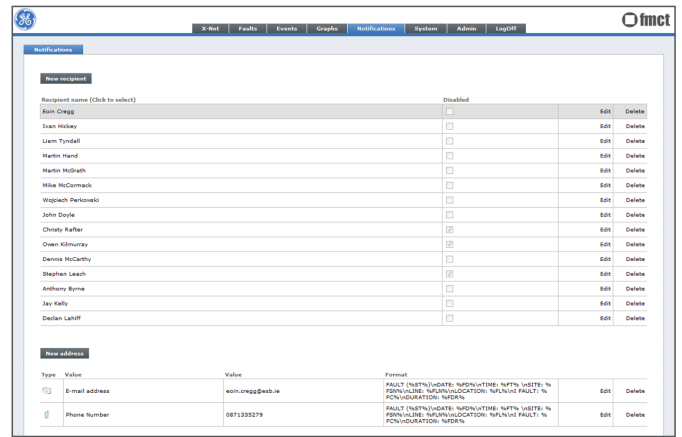 fmct
X-Net Faults Events Graphs Notifications System Admin LogOff
Notifications
New recipient
Recipient name (Click to select) Disabled
Eoin Cregg Edit Delete
Ivan Hickey Edit Delete
Liam Tyndall Edit Delete
Martin Hand Edit Delete
Martin McGrath Edit Delete
Mike McCormack Edit Delete
Wojciech Perkowski Edit Delete
John Doyle Edit Delete
Christy Rafter Edit Delete
Owen Kilmurray Edit Delete
Dennis McCarthy Edit Delete
Stephen Leach Edit Delete
Anthony Byrne Edit Delete
Jay Kelly Edit Delete
Declan Lahiff Edit Delete
New address
Type Value Value Format
FAULT (%ST%)\nDATE: %FD%\nTIME: %FT% \nSITE: %
E-mail address eoin.cregg@esb.ie FSN%\nLINE: %FLN%\nLOCATION: %FL%\nI FAULT: % Edit Delete
FC%\nDURATION: %FDR%
FAULT (%ST%)\nDATE: %FD%\nTIME: %FT% \nSITE: %
Phone Number 0871335279 FSN%\nLINE: %FLN%\nLOCATION: %FL%\nI FAULT: % Edit Delete
FC%\nDURATION: %FDR%